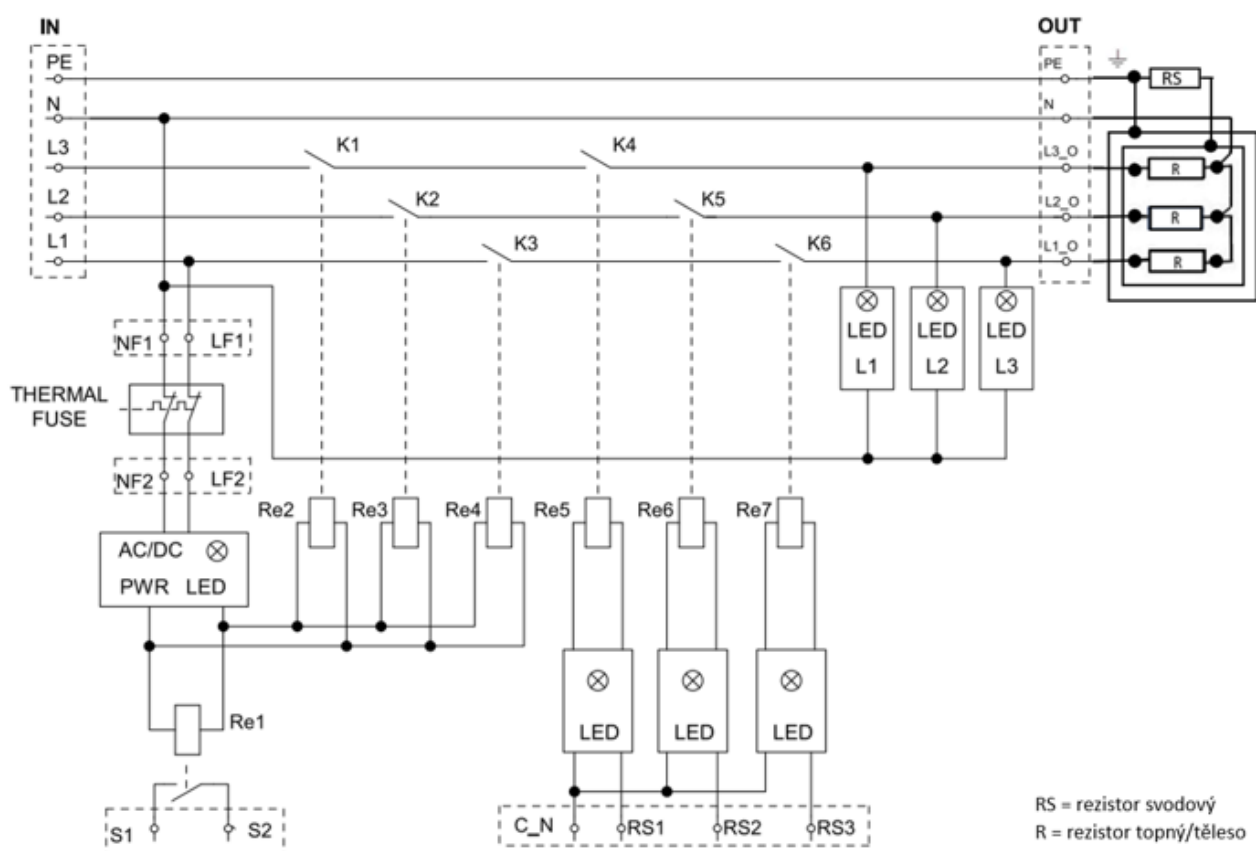 IN
OUT
PE
PE
RS
N
N
L3
K1
K4
L3_O
R
L2
K2
K5
L2_O
R
L1
K3
K6
L1_O
R
NF1
LF1
LED
L1
LED
L2
LED
L3
THERMAL
FUSE
NF2
LF2
Re2
Re3
Re4
Re5
Re6
Re7
AC/DC
PWR LED
Re1
LED
LED
LED
S1
S2
C_N
RS1
RS2
RS3
RS = rezistor svodový
R = rezistor topný/těleso